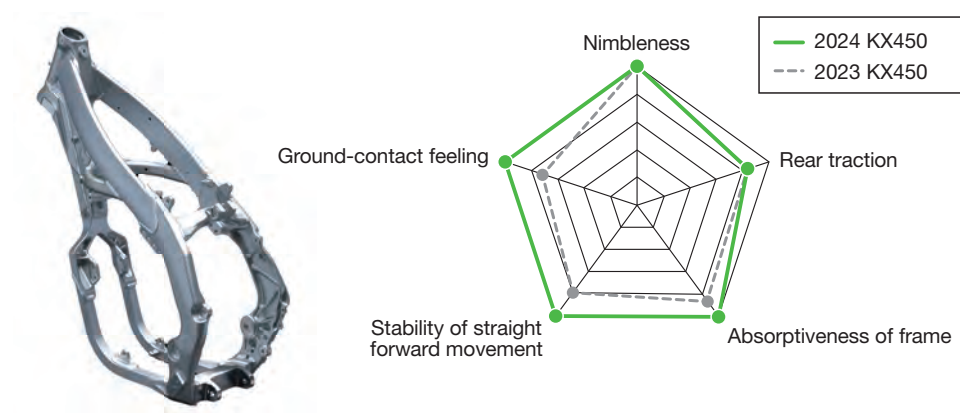 Nimbleness
2024 KX450
2023 KX450
Ground-contact feeling
Rear traction
Stability of straight
forward movement
Absorptiveness of frame